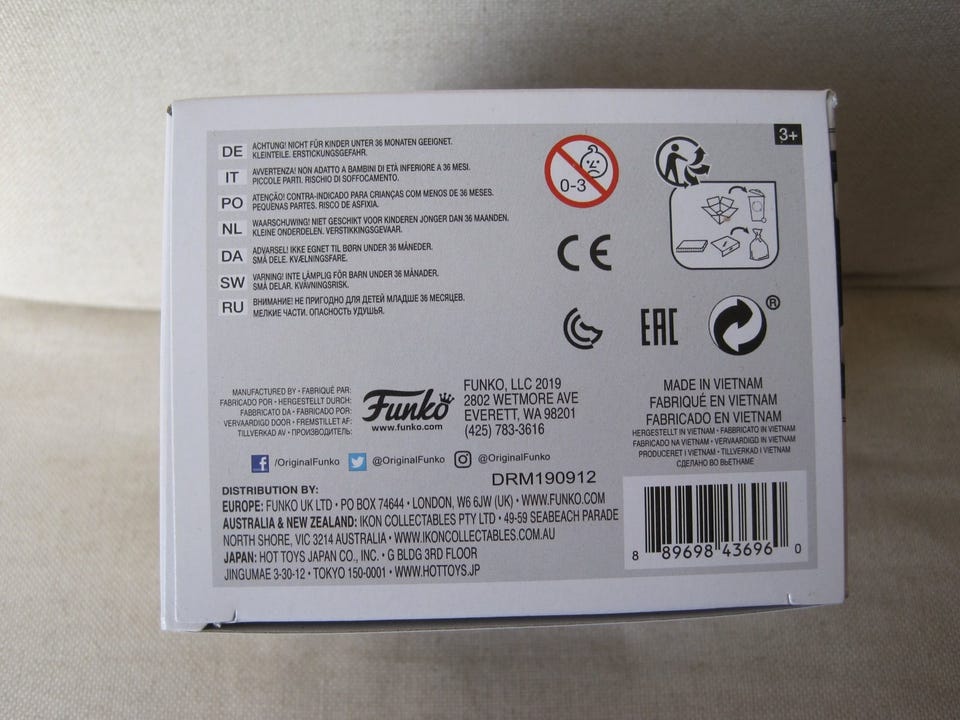 3+
DE ACHTUNG! NICHT FÜR KINDER UNTER 36 MONATEN GEEIGNET.
KLEINTEILE. ERSTICKUNGSGEFAHR.
IT AVVERTENZA! NON ADATTO A BAMBINI DI ETÀ INFERIORE A 36 MESI.
PICCOLE PARTI. RISCHIO DI SOFFOCAMENTO.
PO ATENÇÃO! CONTRA-INDICADO PARA CRIANÇAS COM MENOS DE 36 MESES.
PEQUENAS PARTES. RISCO DE ASFIXIA.
NL WAARSCHUWING! NIET GESCHIKT VOOR KINDEREN JONGER DAN 36 MAANDEN.
KLEINE ONDERDELEN. VERSTIKKINGSGEVAAR.
DA ADVARSEL! IKKE EGNET TIL BØRN UNDER 36 MÅNEDER.
SMÅ DELE. KVÆLNINGSFARE.
SW VARNING! INTE LÄMPLIG FÖR BARN UNDER 36 MÅNADER.
SMÅ DELAR. KVÄVNINGSRISK.
RU ВНИМАНИЕ! НЕ ПРИГОДНО ДЛЯ ДЕТЕЙ МЛАДШЕ 36 МЕСЯЦЕВ.
МЕЛКИЕ ЧАСТИ. ОПАСНОСТЬ УДУШЬЯ.
0-3
CE
EAC
®
MANUFACTURED BY • FABRIQUÉ PAR:
FABRICADO POR • HERGESTELLT DURCH:
FABBRICATO DA • FABRICADO POR:
VERVAARDIGD DOOR • FREMSTILLET AF:
TILLVERKAD AV • ПРОИЗВОДИТЕЛЬ:
Funko
www.funko.com
FUNKO, LLC 2019
2802 WETMORE AVE
EVERETT, WA 98201
(425) 783-3616
MADE IN VIETNAM
FABRIQUÉ EN VIETNAM
FABRICADO EN VIETNAM
HERGESTELLT IN VIETNAM • FABBRICATO IN VIETNAM
FABRICADO NA VIETNAM • VERVAARDIGD IN VIETNAM
PRODUCERET I VIETNAM • TILLVERKAD I VIETNAM
СДЕЛАНО ВО ВЬЕТНАМЕ
/OriginalFunko @OriginalFunko @OriginalFunko
DRM190912
DISTRIBUTION BY:
EUROPE: FUNKO UK LTD • PO BOX 74644 • LONDON, W6 6JW (UK) • WWW.FUNKO.COM
AUSTRALIA & NEW ZEALAND: IKON COLLECTABLES PTY LTD • 49-59 SEABEACH PARADE
NORTH SHORE, VIC 3214 AUSTRALIA • WWW.IKONCOLLECTABLES.COM.AU
JAPAN: HOT TOYS JAPAN CO., INC. • G BLDG 3RD FLOOR
JINGUMAE 3-30-12 • TOKYO 150-0001 • WWW.HOTTOYS.JP
8 89698 43696 0